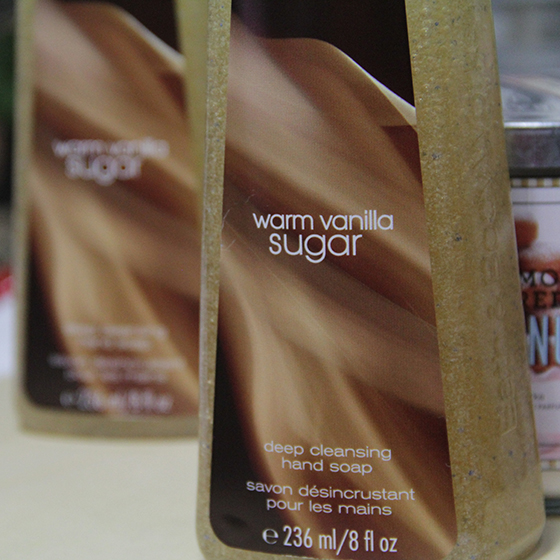 warm vanilla
sugar
deep cleansing
hand soap
savon désincrustant
pour les mains
e 236 ml/8 fl oz
warm vanilla
sugar